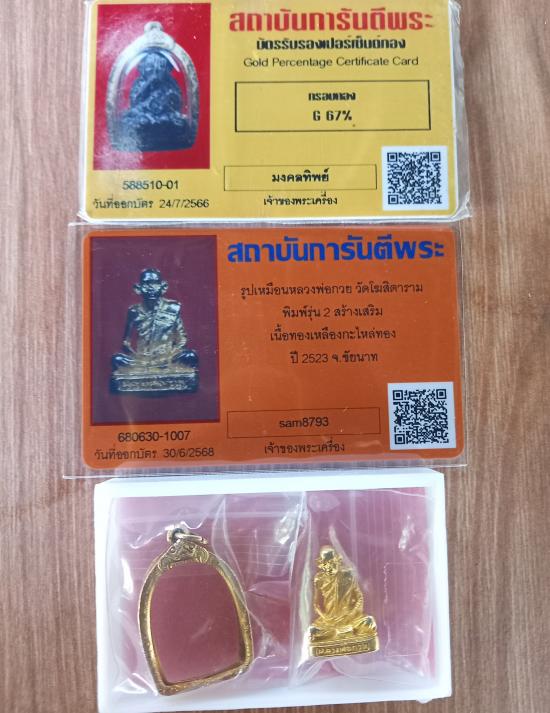 สถาบันการันตีพระ
บัตรรับรองเปอร์เซ็นต์ทอง
Gold Percentage Certificate Card
กรอบทอง
G 67%
588510-01
มงคลทิพย์
วันที่ออกบัตร 24/7/2566
เจ้าของพระเครื่อง
สถาบันการันตีพระ
รูปเหมือนหลวงพ่อกวย วัดโฆสิตาราม
พิมพ์รุ่น 2 สร้างเสริม
เนื้อทองเหลืองกะไหล่ทอง
ปี 2523 จ.ชัยนาท
680630-1007
sam8793
วันที่ออกบัตร 30/6/2568
เจ้าของพระเครื่อง
หลวงพ่อกวย